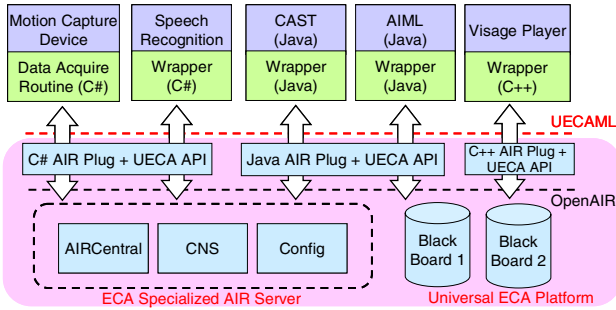 Motion Capture
Device
Speech
Recognition
CAST
(Java)
AIML
(Java)
Visage Player
Data Acquire
Routine (C#)
Wrapper
(C#)
Wrapper
(Java)
Wrapper
(Java)
Wrapper
(C++)
UECAML
C# AIR Plug + UECA API
Java AIR Plug + UECA API
C++ AIR Plug +
UECA API
OpenAIR
AIRCentral
CNS
Config
Black
Board 1
Black
Board 2
ECA Specialized AIR Server
Universal ECA Platform